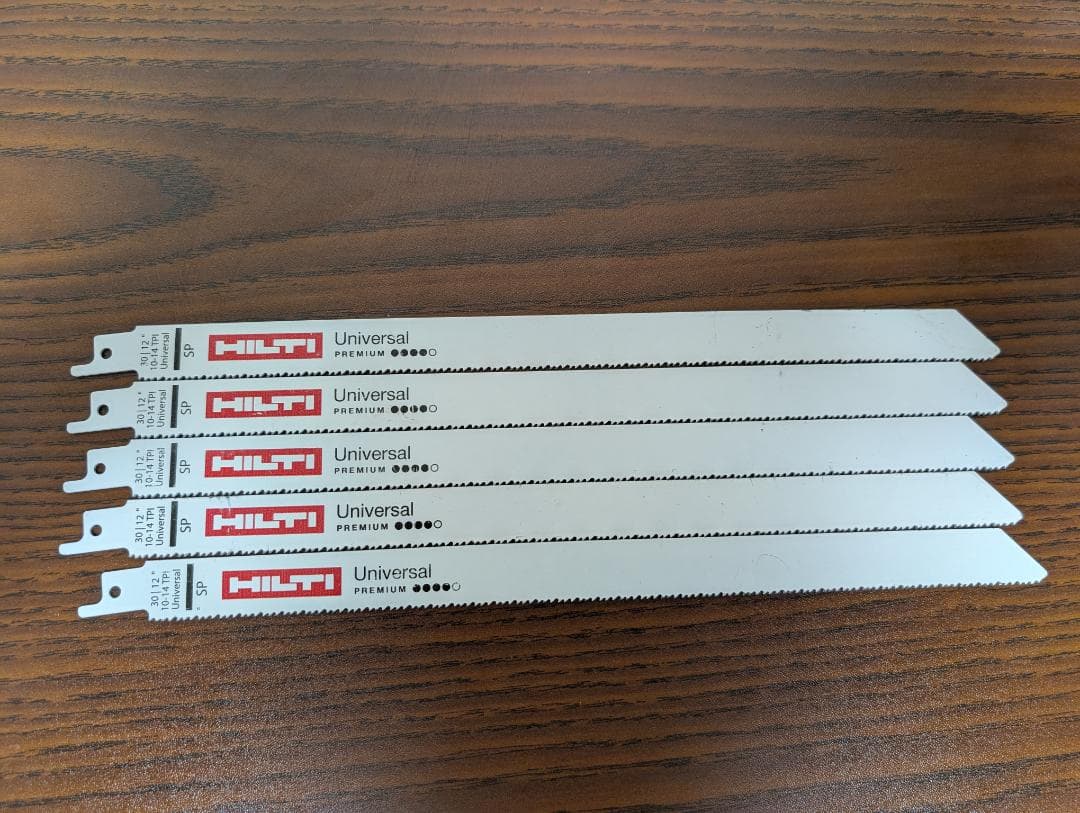 30 | 12 "
10-14 TPI
Universal
SP
HILTI
Universal
PREMIUM
30 | 12 "
10-14 TPI
Universal
SP
HILTI
Universal
PREMIUM
30 | 12 "
10-14 TPI
Universal
SP
HILTI
Universal
PREMIUM
30 | 12 "
10-14 TPI
Universal
SP
HILTI
Universal
PREMIUM
30 | 12 "
10-14 TPI
Universal
SP
HILTI
Universal
PREMIUM